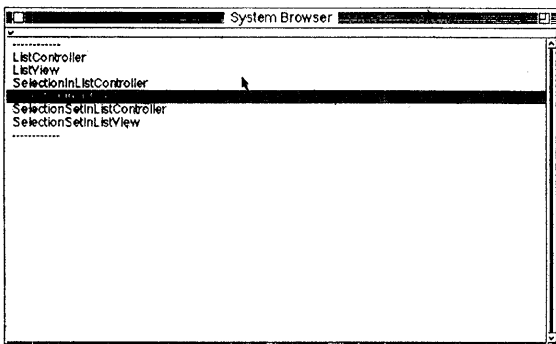 System Browser
------------
ListController
ListView
SelectionInListController
SelectionSetInListController
SelectionSetInListView
------------